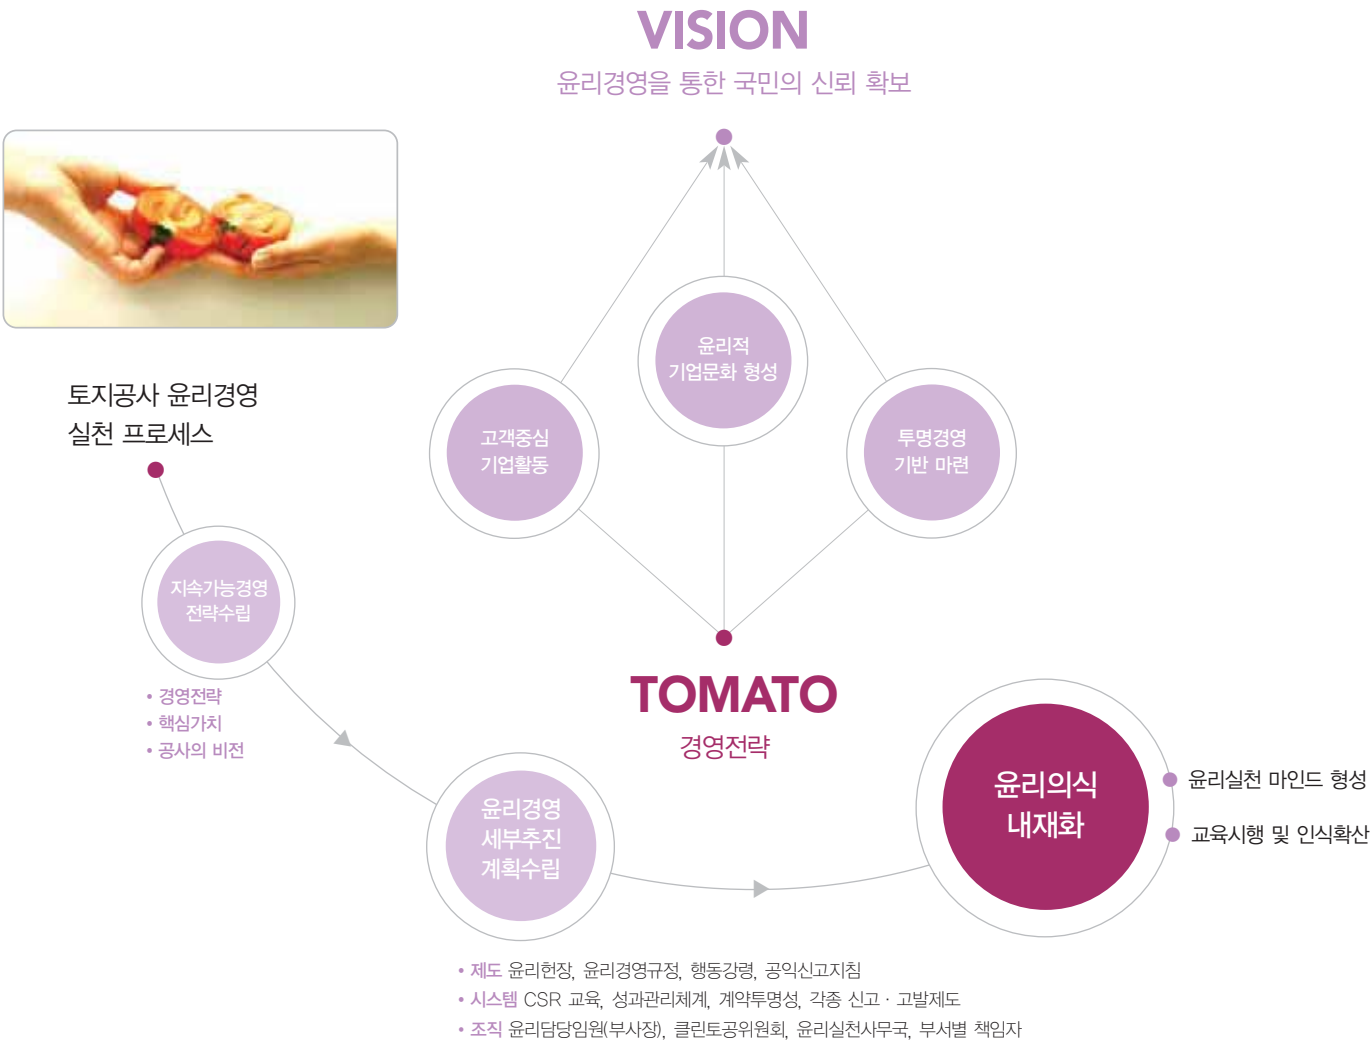 VISION
윤리경영을 통한 국민의 신뢰 확보
윤리적
기업문화 형성
고객중심
기업활동
투명경영
기반 마련
토지공사 윤리경영
실천 프로세스
지속가능경영
전략수립
• 경영전략
• 핵심가치
• 공사의 비전
TOMATO
경영전략
윤리경영
세부추진
계획수립
윤리의식
내재화
윤리실천 마인드 형성
교육시행 및 인식확산
• 제도 윤리헌장, 윤리경영규정, 행동강령, 공익신고지침
• 시스템 CSR 교육, 성과관리체계, 계약투명성, 각종 신고 · 고발제도
• 조직 윤리담당임원(부사장), 클린토공위원회, 윤리실천사무국, 부서별 책임자